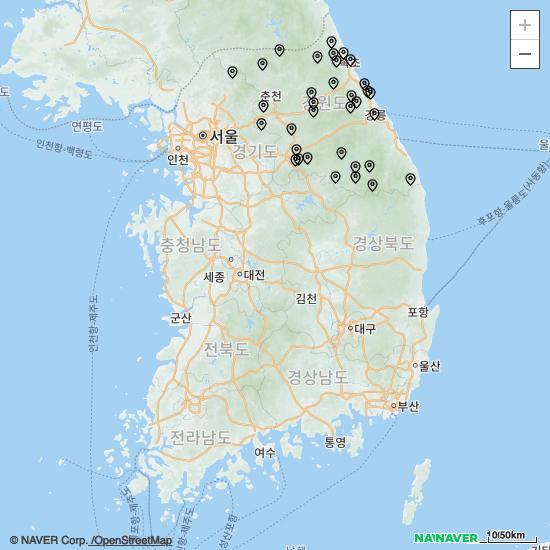 +
−
춘천
강원도
강릉
연평도
서울
인천항-백령도
인천
경기도
후포항-울릉도(사동항)
충청남도
경상북도
세종
대전
인천항-제주도
김천
군산
포항
대구
전북도
울산
경상남도
부산
전라남도
여수
통영
© NAVER Corp. /OpenStreetMap
NAVER
10/50km